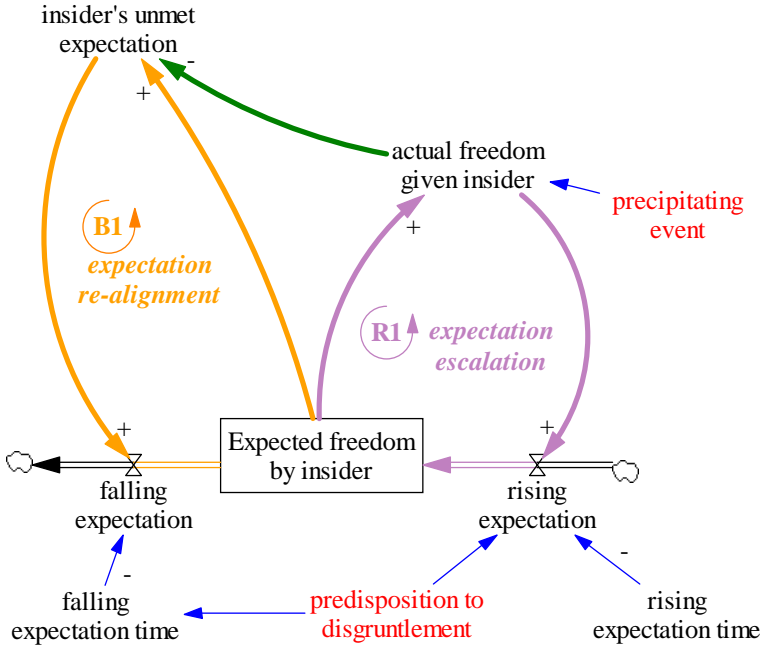 insider's unmet
expectation
-
+
actual freedom
given insider
precipitating
event
+
B1
expectation
re-alignment
R1
expectation
escalation
+
+
Expected freedom
by insider
falling
expectation
rising
expectation
-
-
falling
expectation time
predisposition to
disgruntlement
rising
expectation time